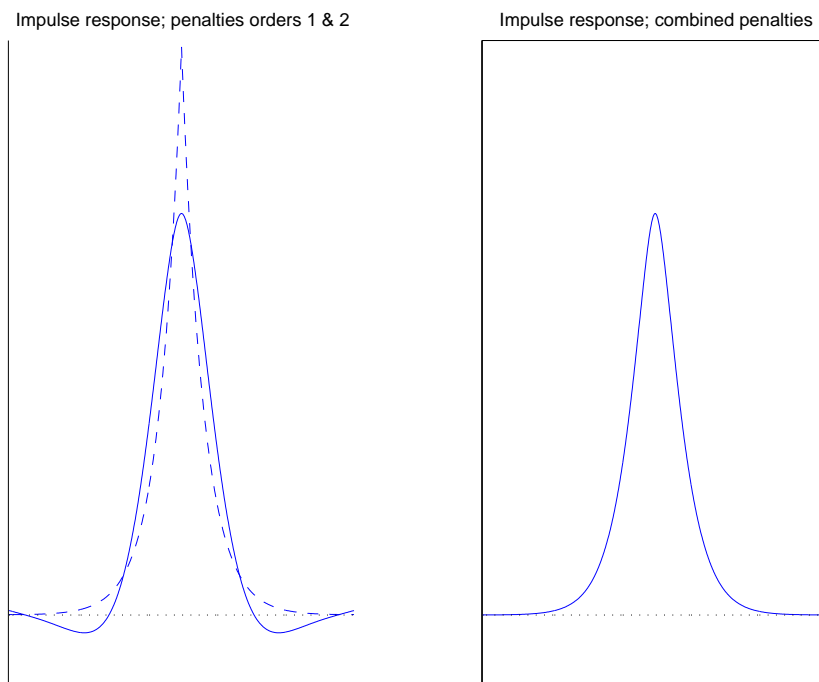 Impulse response; penalties orders 1 & 2
Impulse response; combined penalties